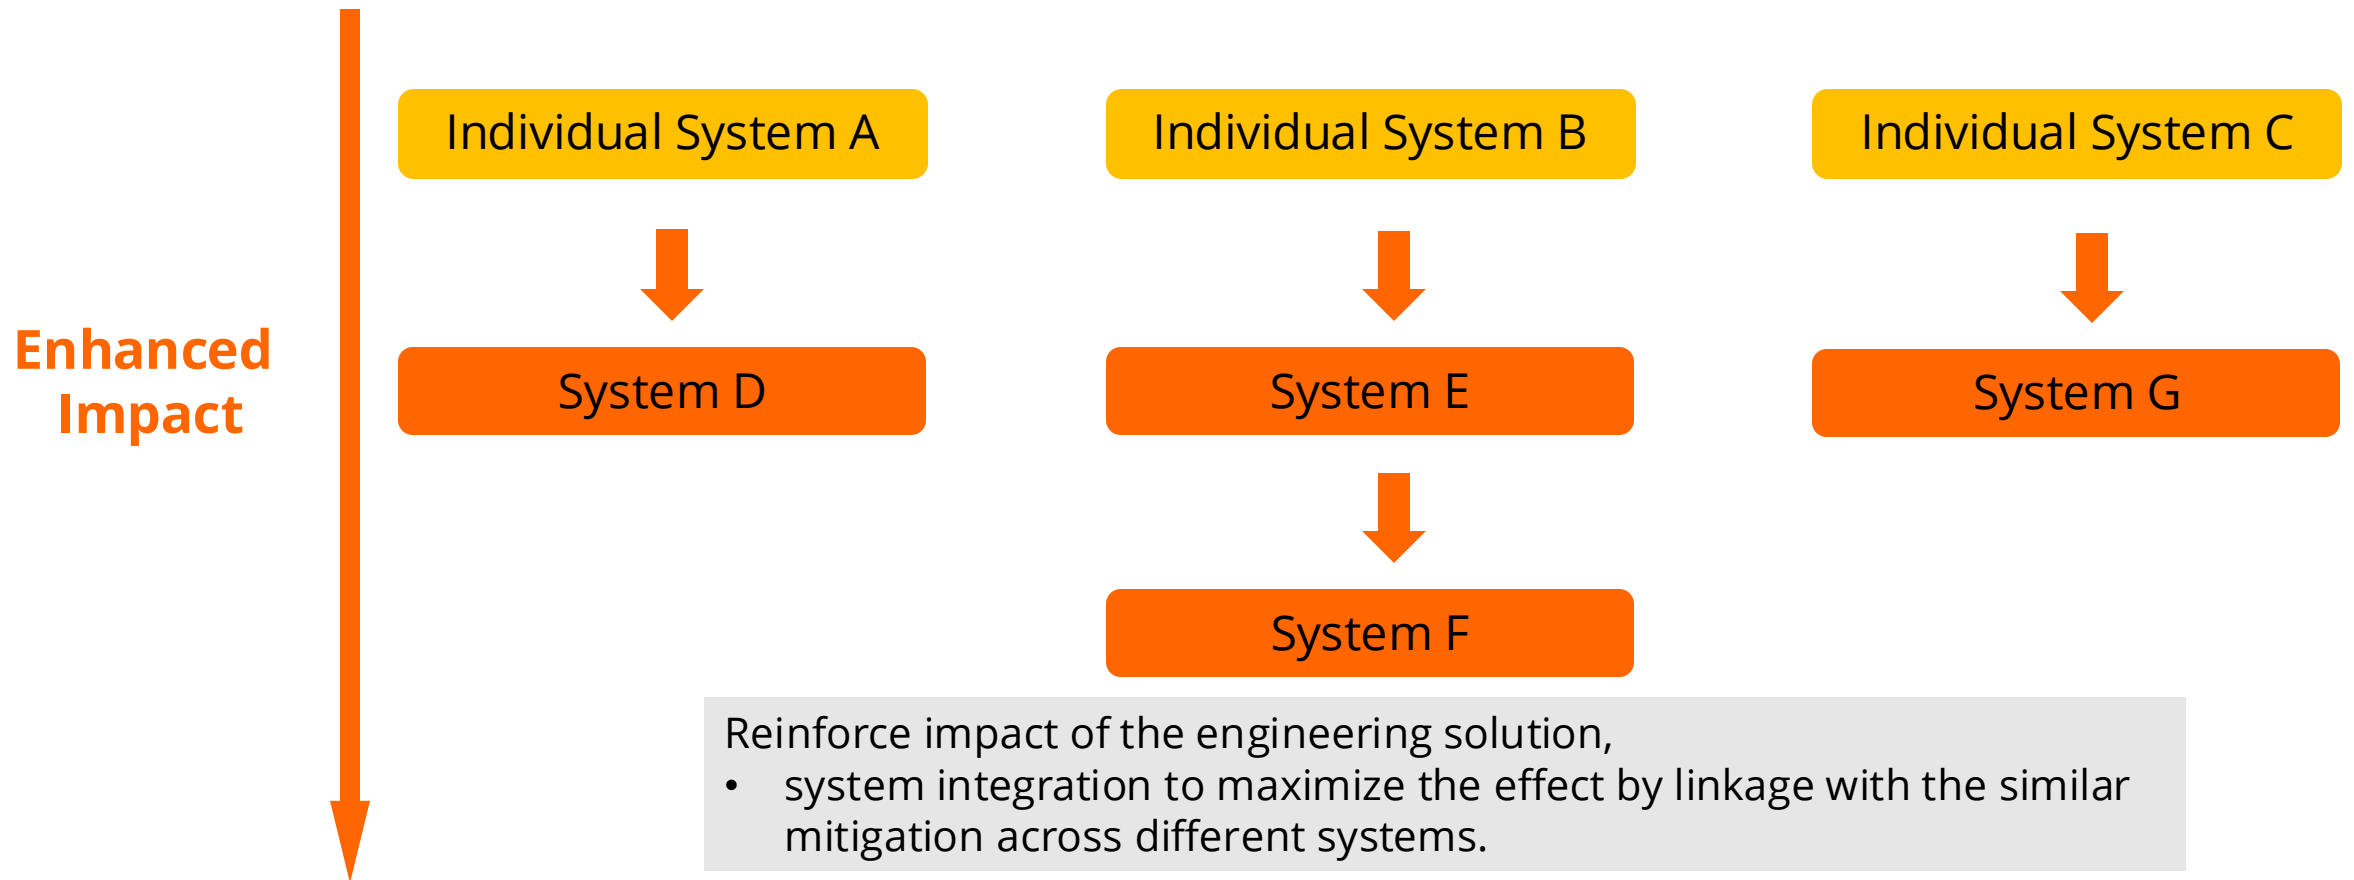 Individual System A
Individual System B
Individual System C
Enhanced
Impact
System D
System E
System G
System F
Reinforce impact of the engineering solution,
• system integration to maximize the effect by linkage with the similar
mitigation across different systems.